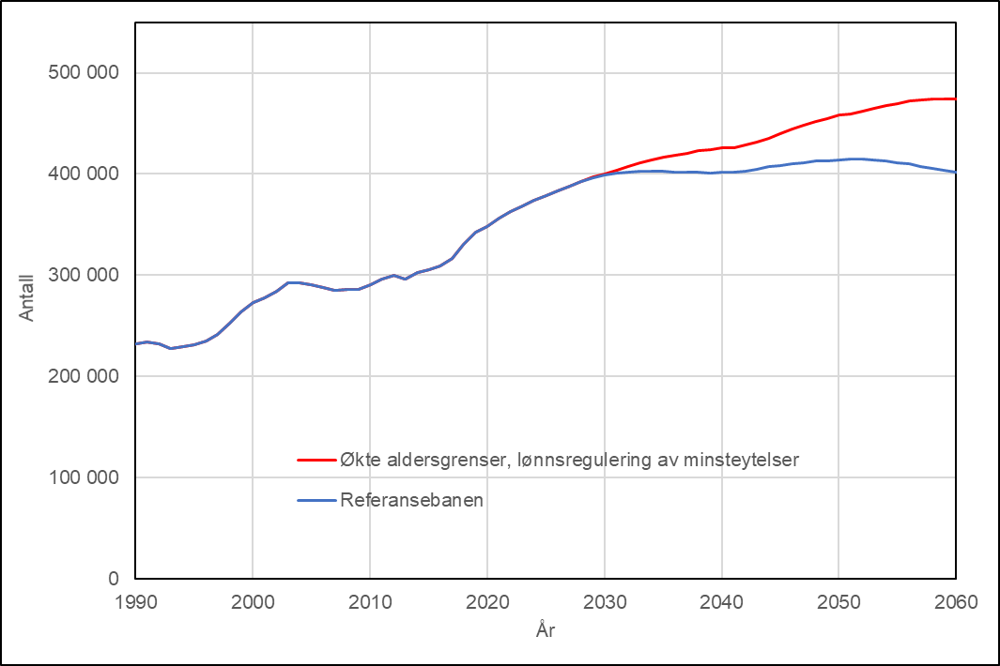 500 000
400 000
300 000
200 000
100 000
0
Antall
Økte aldersgrenser, lønnsregulering av minsteytelser
Referansebanen
1990 2000 2010 2020 2030 2040 2050 2060
År